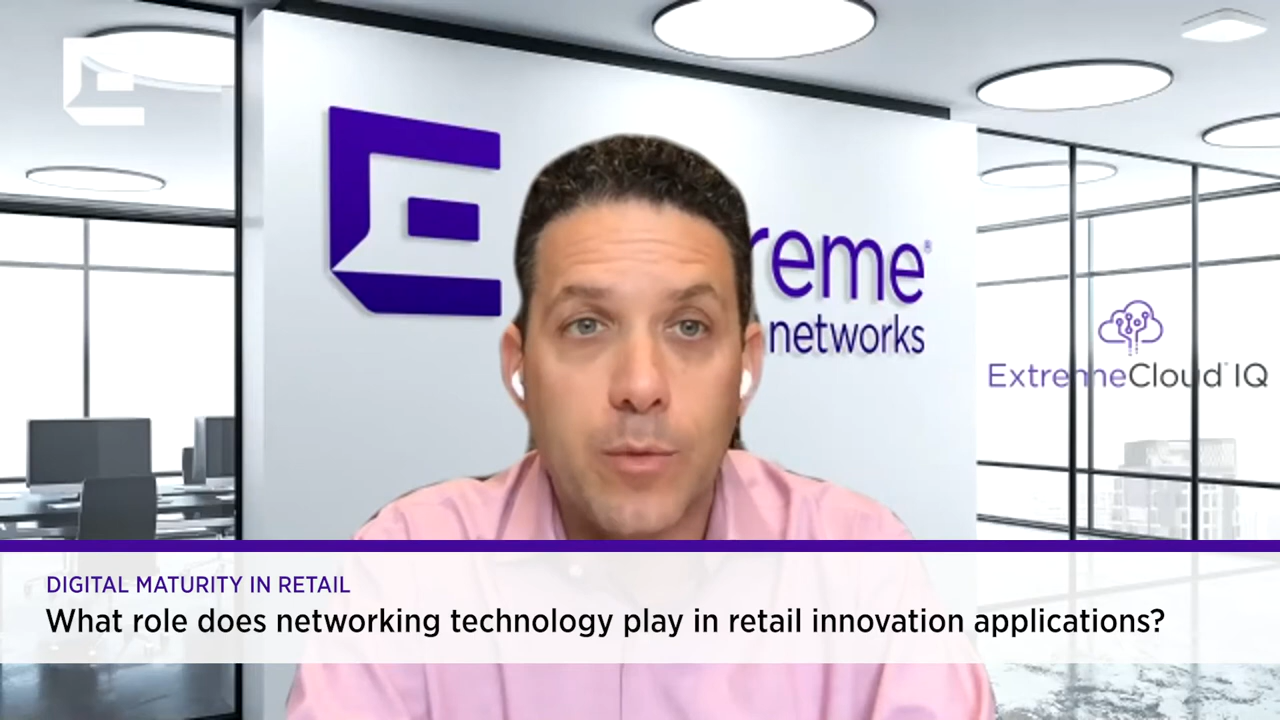 reme®
networks
ExtremeCloud IQ
DIGITAL MATURITY IN RETAIL
What role does networking technology play in retail innovation applications?